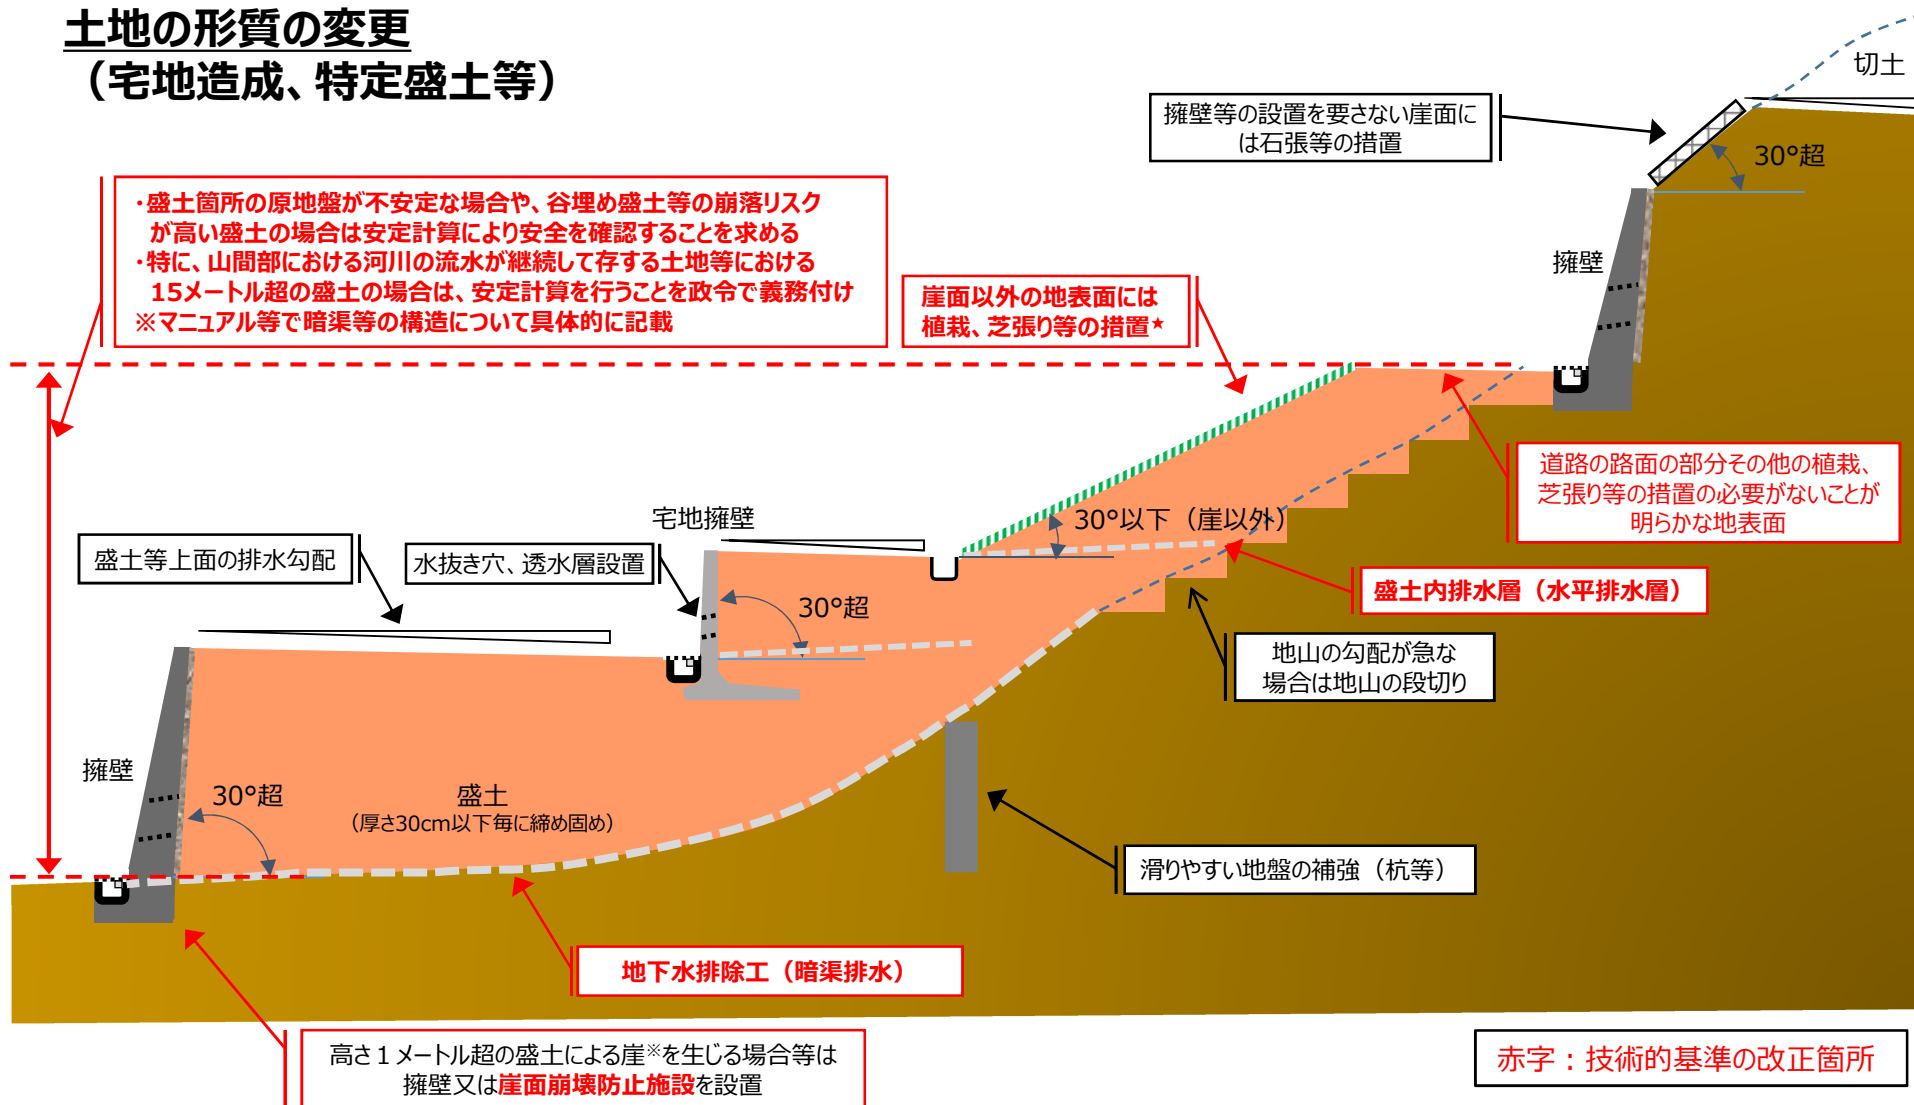 土地の形質の変更
（宅地造成、特定盛土等）
切土
擁壁等の設置を要さない崖面に
は石張等の措置
30°超
・盛土箇所の原地盤が不安定な場合や、谷埋め盛土等の崩落リスク
が高い盛土の場合は安定計算により安全を確認することを求める
・特に、山間部における河川の流水が継続して存する土地等における
15メートル超の盛土の場合は、安定計算を行うことを政令で義務付け
※マニュアル等で暗渠等の構造について具体的に記載
擁壁
崖面以外の地表面には
植栽、芝張り等の措置★
道路の路面の部分その他の植栽、
芝張り等の措置の必要がないことが
明らかな地表面
宅地擁壁
30°以下（崖以外）
盛土等上面の排水勾配
水抜き穴、透水層設置
盛土内排水層（水平排水層）
30°超
地山の勾配が急な
場合は地山の段切り
擁壁
30°超
盛土
（厚さ30cm以下毎に締め固め）
滑りやすい地盤の補強（杭等）
地下水排除工（暗渠排水）
高さ１メートル超の盛土による崖※を生じる場合等は
擁壁又は崖面崩壊防止施設を設置
赤字：技術的基準の改正箇所